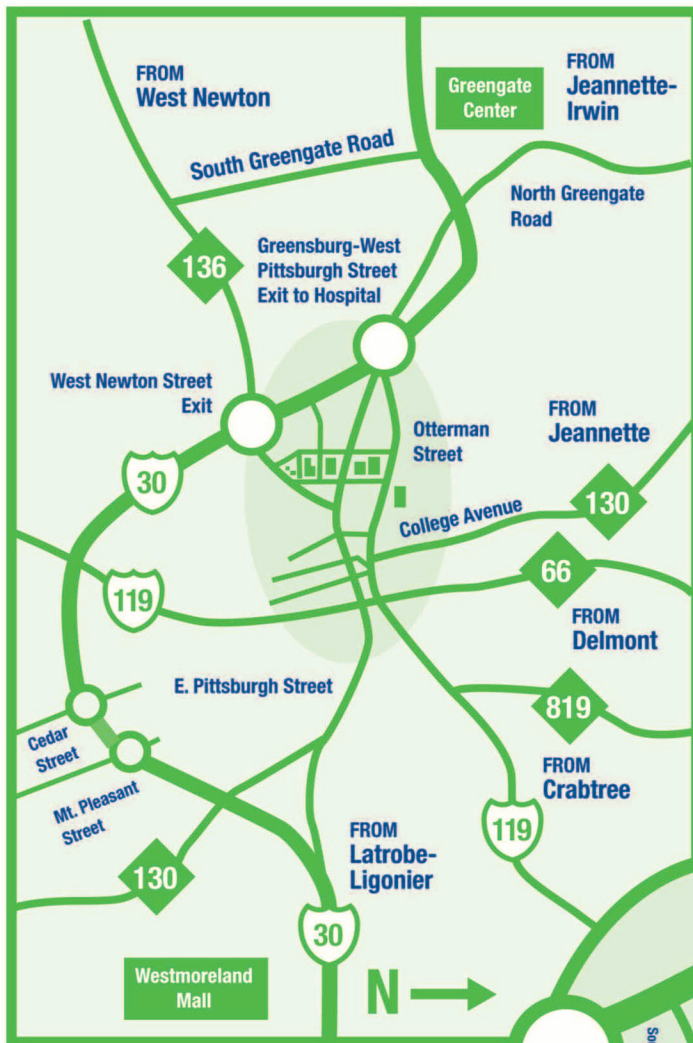 FROM
West Newton
Greengate
Center
FROM
Jeannette-
Irwin
South Greengate Road
North Greengate
Road
136
Greensburg-West
Pittsburgh Street
Exit to Hospital
West Newton Street
Exit
Otterman
Street
FROM
Jeannette
30
130
College Avenue
119
66
FROM
Delmont
E. Pittsburgh Street
819
Cedar
Street
FROM
Crabtree
Mt. Pleasant
Street
119
FROM
Latrobe-
Ligonier
130
30
Westmoreland
Mall
N